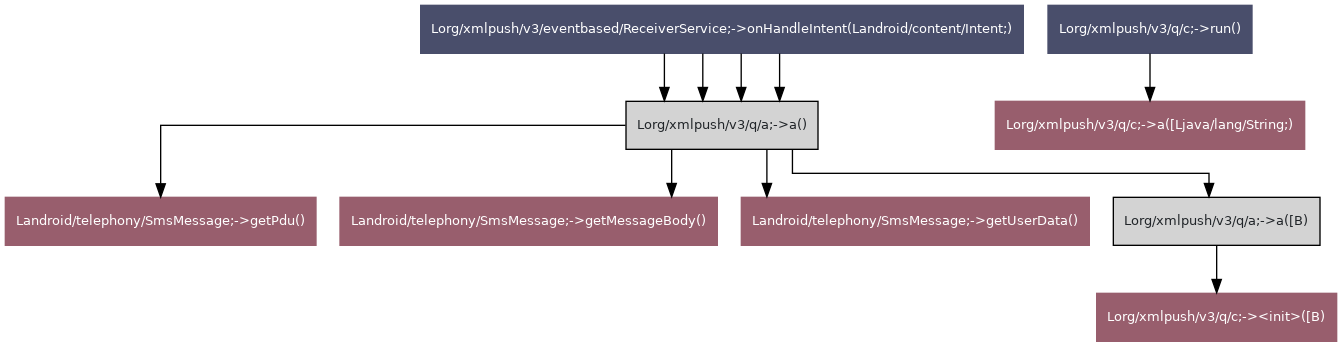 Lorg/xmlpush/v3/eventbased/ReceiverService;->onHandleIntent(Landroid/content/Intent;)
Lorg/xmlpush/v3/q/c;->run()
Lorg/xmlpush/v3/q/a;->a()
Lorg/xmlpush/v3/q/c;->a([Ljava/lang/String;)
Landroid/telephony/SmsMessage;->getPdu()
Landroid/telephony/SmsMessage;->getMessageBody()
Landroid/telephony/SmsMessage;->getUserData()
Lorg/xmlpush/v3/q/a;->a([B)
Lorg/xmlpush/v3/q/c;-><init>([B)